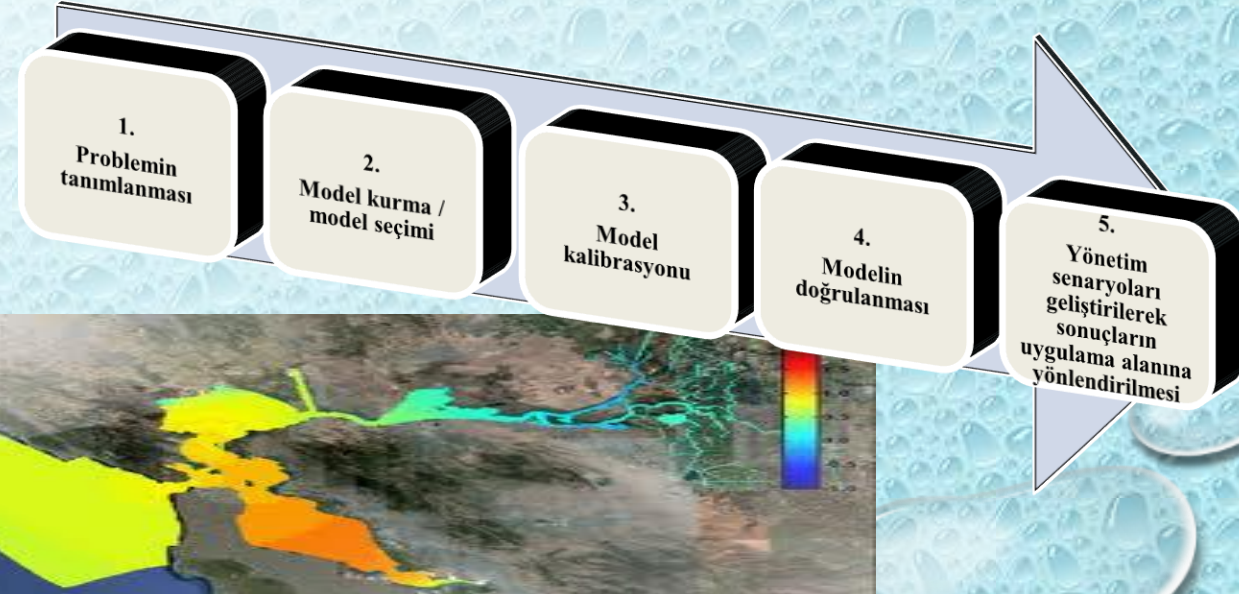 1.
Problemin
tanımlanması
2.
Model kurma /
model seçimi
3.
Model
kalibrasyonu
4.
Modelin
doğrulanması
5.
Yönetim
senaryoları
geliştirilerek
sonuçların
uygulama alanına
yönlendirilmesi